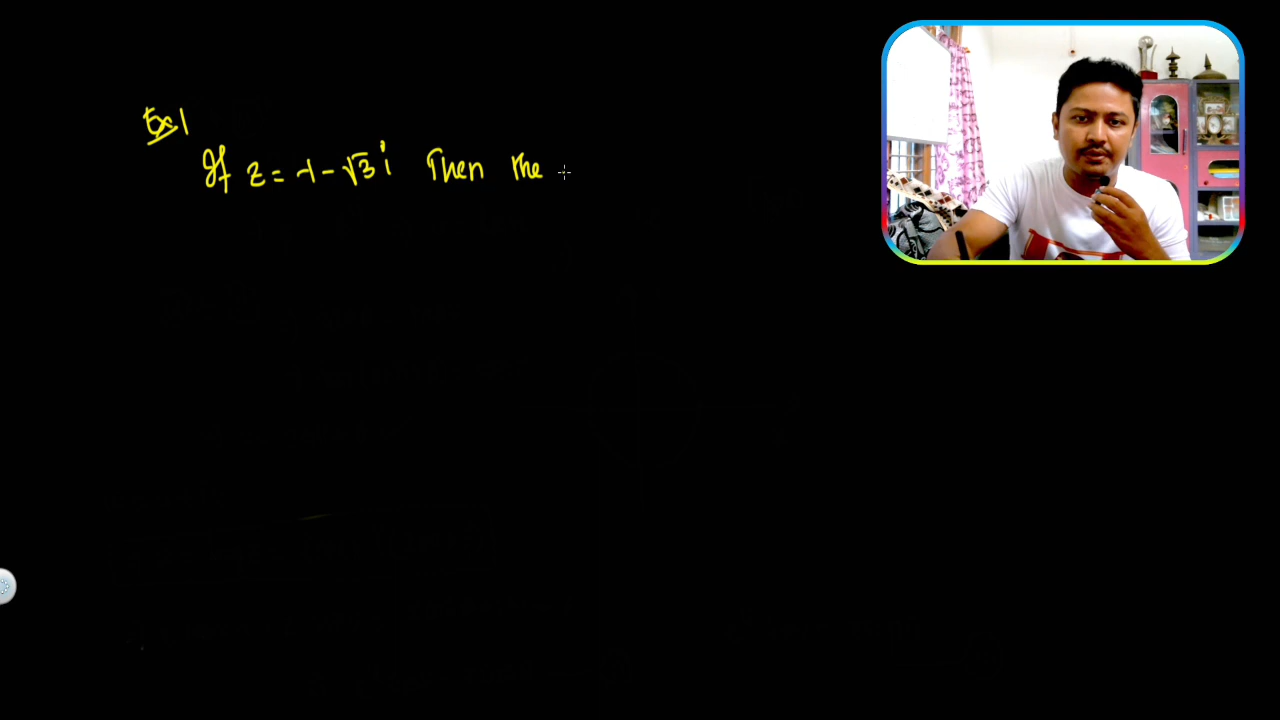 Ex 1
If z = -1 - √3 i Then the